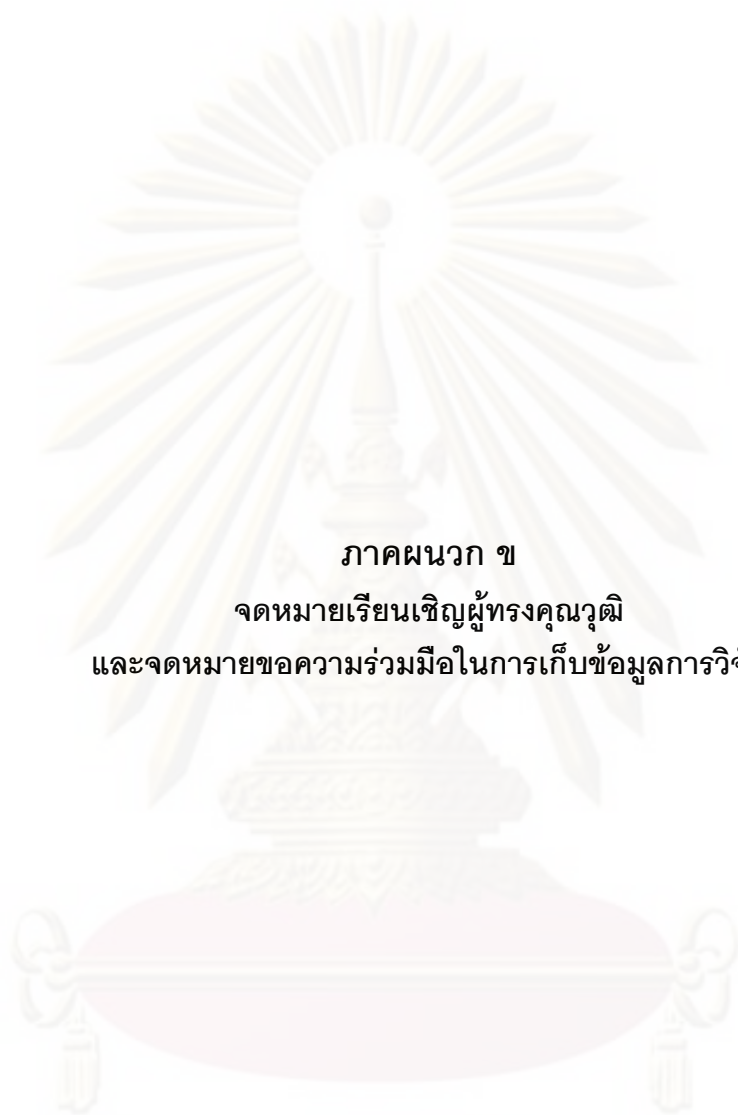 ภาคผนวก ข
จดหมายเรียนเชิญผู้ทรงคุณวุฒิ
และจดหมายขอความร่วมมือในการเก็บข้อมูลการวิ